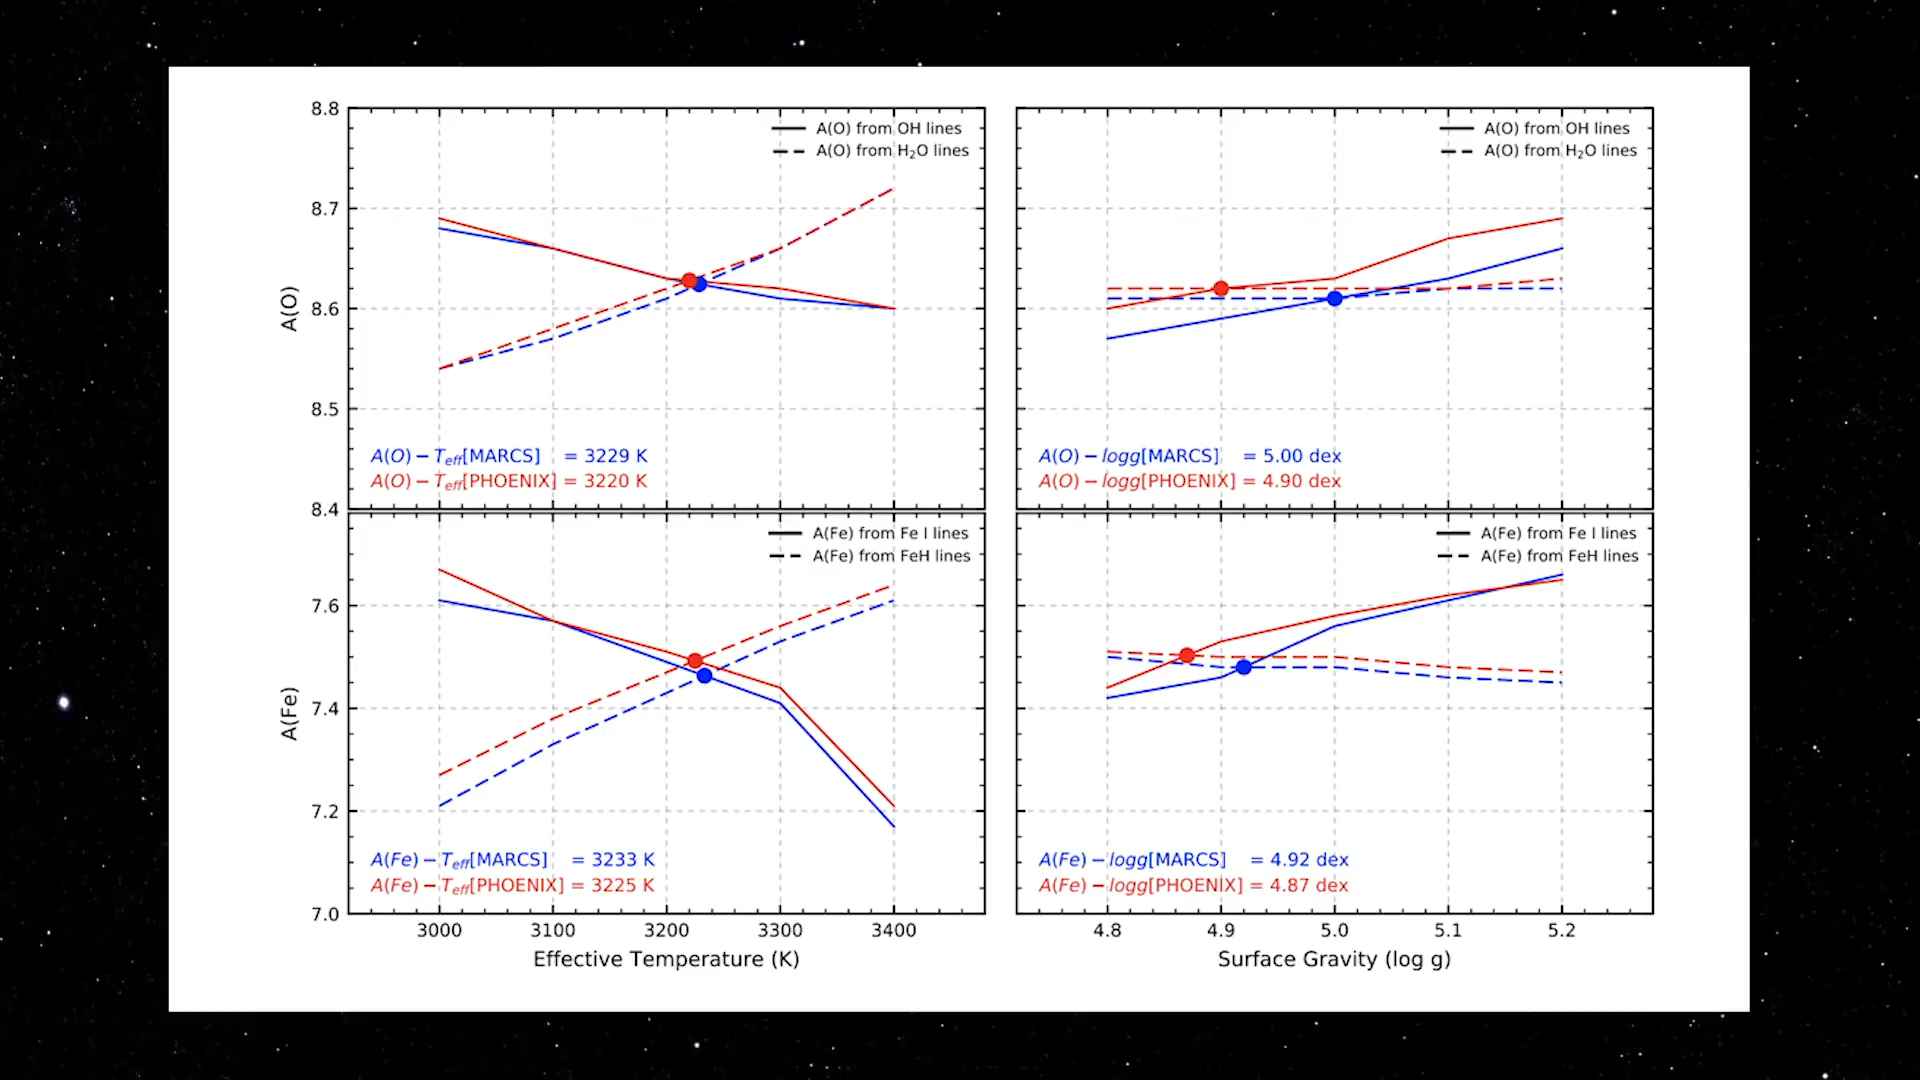 8.8
8.7
8.6
8.5
8.4
A(O)
A(O) from OH lines
A(O) from H₂O lines
A(O) − T_eff[MARCS] = 3229 K
A(O) − T_eff[PHOENIX] = 3220 K
A(O) from OH lines
A(O) from H₂O lines
A(O) − logg[MARCS] = 5.00 dex
A(O) − logg[PHOENIX] = 4.90 dex
7.6
7.4
7.2
7.0
A(Fe)
A(Fe) from Fe I lines
A(Fe) from FeH lines
A(Fe) − T_eff[MARCS] = 3233 K
A(Fe) − T_eff[PHOENIX] = 3225 K
3000 3100 3200 3300 3400
Effective Temperature (K)
A(Fe) from Fe I lines
A(Fe) from FeH lines
A(Fe) − logg[MARCS] = 4.92 dex
A(Fe) − logg[PHOENIX] = 4.87 dex
4.8 4.9 5.0 5.1 5.2
Surface Gravity (log g)